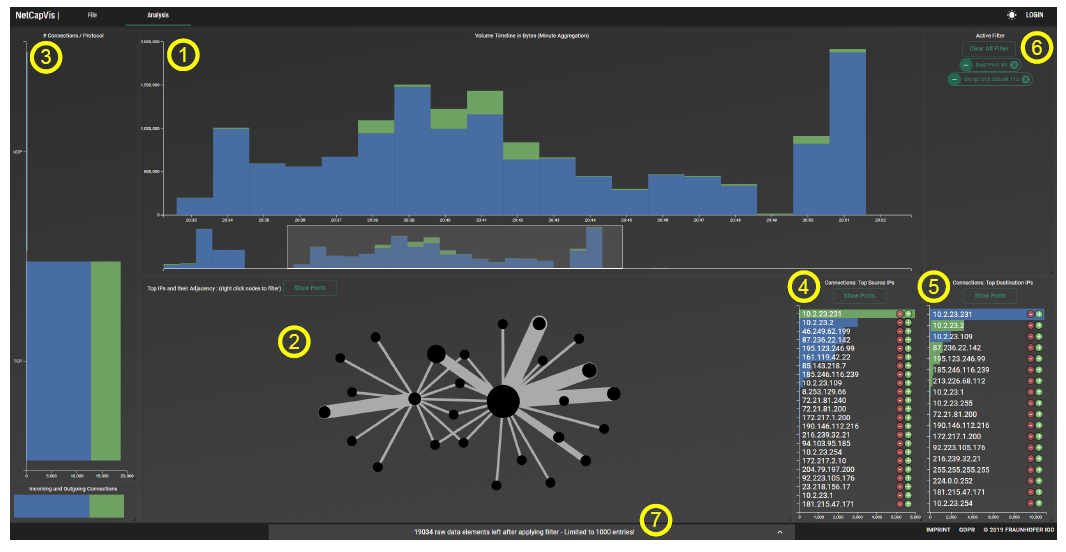 NetCapVis | File Analysis LOGIN
# Connections / Protocol
Volume Timeline in Bytes (Minute Aggregation)
Active Filter
Clear All Filter
Dust Port: 80
Src Ip: 213.226.68.112
3
1
6
2,000,000
1,500,000
1,000,000
500,000
0
20:33 20:34 20:35 20:36 20:37 20:38 20:39 20:40 20:41 20:42 20:43 20:44 20:45 20:46 20:47 20:48 20:49 20:50 20:51 20:52
UDP
TCP
0 5,000 10,000 15,000 20,000
Incoming and Outgoing Connections
Top IPs and their Adjacency: (right click nodes to filter) Show Ports
2
4
Connections: Top Source IPs
Show Ports
10.2.23.231
10.2.23.2
46.249.62.199
87.236.22.142
195.123.246.99
161.119.42.22
85.143.218.7
185.246.116.239
10.2.23.109
8.253.129.66
72.21.81.240
72.21.81.200
172.217.1.200
190.146.112.216
216.239.32.21
94.103.95.185
10.2.23.254
172.217.2.10
204.79.197.200
92.223.105.176
23.218.156.17
10.2.23.1
181.215.47.171
0 1,000 2,000 3,000 4,000 5,000 6,000
5
Connections: Top Destination IPs
Show Ports
10.2.23.231
10.2.23.2
10.2.23.109
87.236.22.142
195.123.246.99
185.246.116.239
213.226.68.112
10.2.23.1
10.2.23.255
72.21.81.200
190.146.112.216
172.217.1.200
92.223.105.176
216.239.32.21
255.255.255.255
224.0.0.252
181.215.47.171
10.2.23.254
0 2,000 4,000 6,000 8,000 10,000
7
19034 raw data elements left after applying filter - Limited to 1000 entries!
IMPRINT GDPR © 2019 FRAUNHOFER IGD